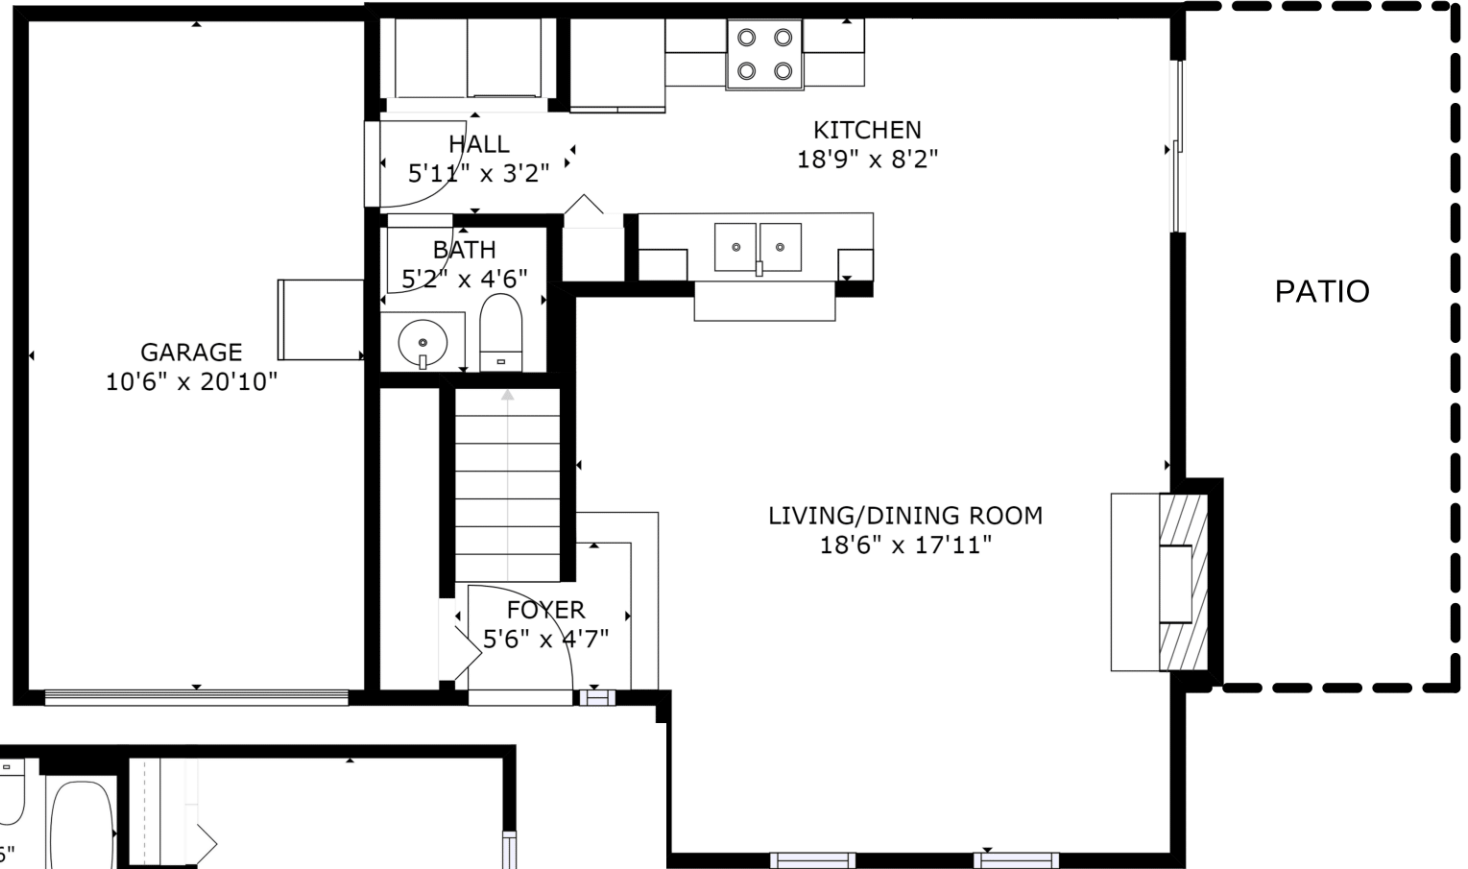 HALL
5'11" x 3'2"
KITCHEN
18'9" x 8'2"
BATH
5'2" x 4'6"
PATIO
GARAGE
10'6" x 20'10"
LIVING/DINING ROOM
18'6" x 17'11"
FOYER
5'6" x 4'7"